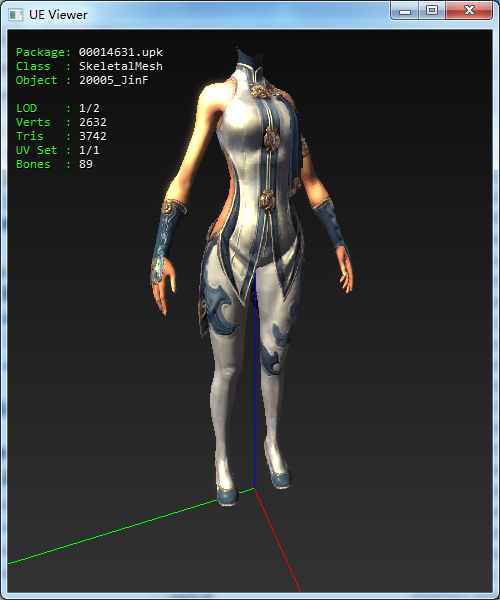 UE Viewer
Package: 00014631.upk
Class  : SkeletalMesh
Object : 20005_JinF
LOD    : 1/2
Verts  : 2632
Tris   : 3742
UV Set : 1/1
Bones  : 89